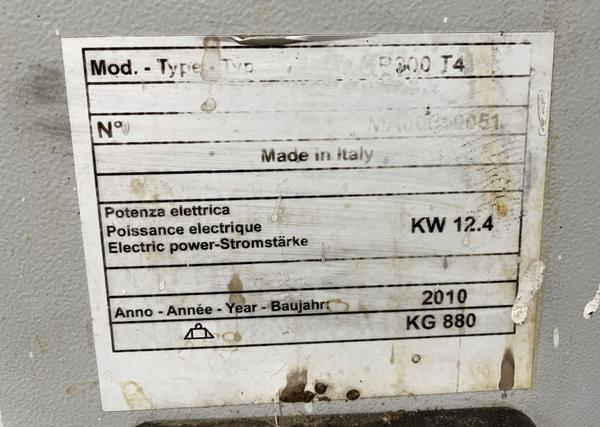 Mod. - Type - Typ. T4
N°
Made in Italy
Potenza elettrica
Poissance electrique
Electric power-Stromstärke
KW 12.4
Anno - Année - Year - Baujahr: 2010
KG 880